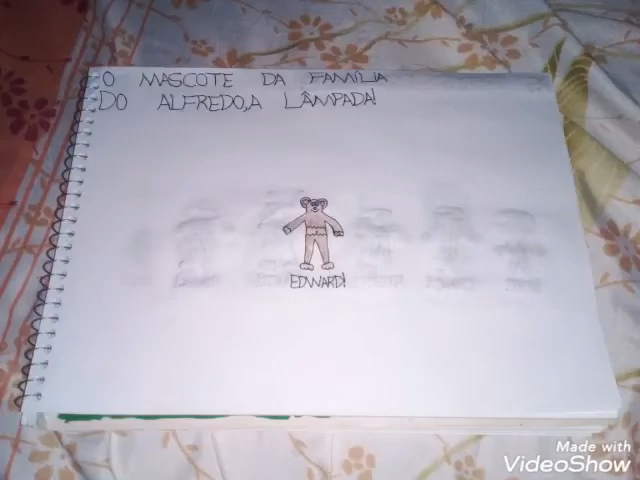 O MASCOTE DA FAMÍLIA
DO ALFREDO,A LÂMPADA!
EDWARD!
Made with
VideoShow